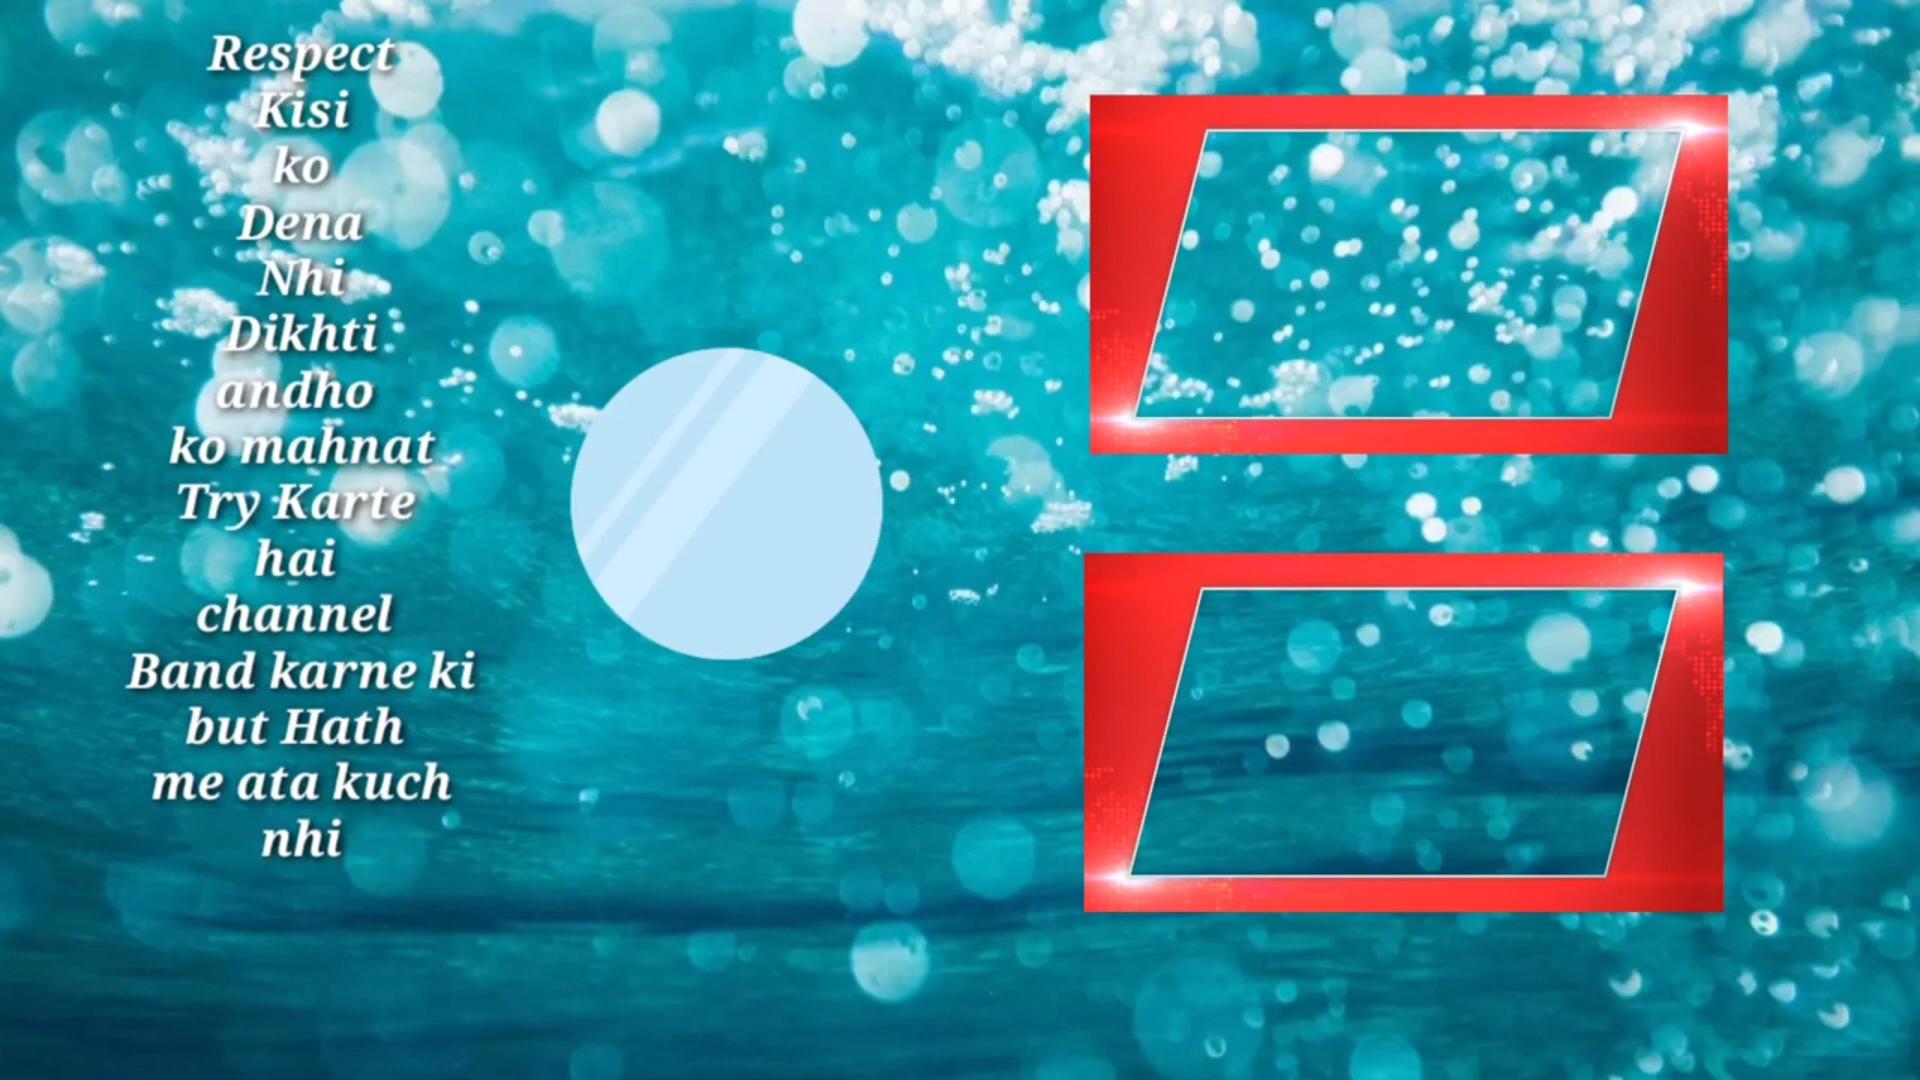 Respect
Kisi
ko
Dena
Nhi
Dikhti
andho
ko mahnat
Try Karte
hai
channel
Band karne ki
but Hath
me ata kuch
nhi